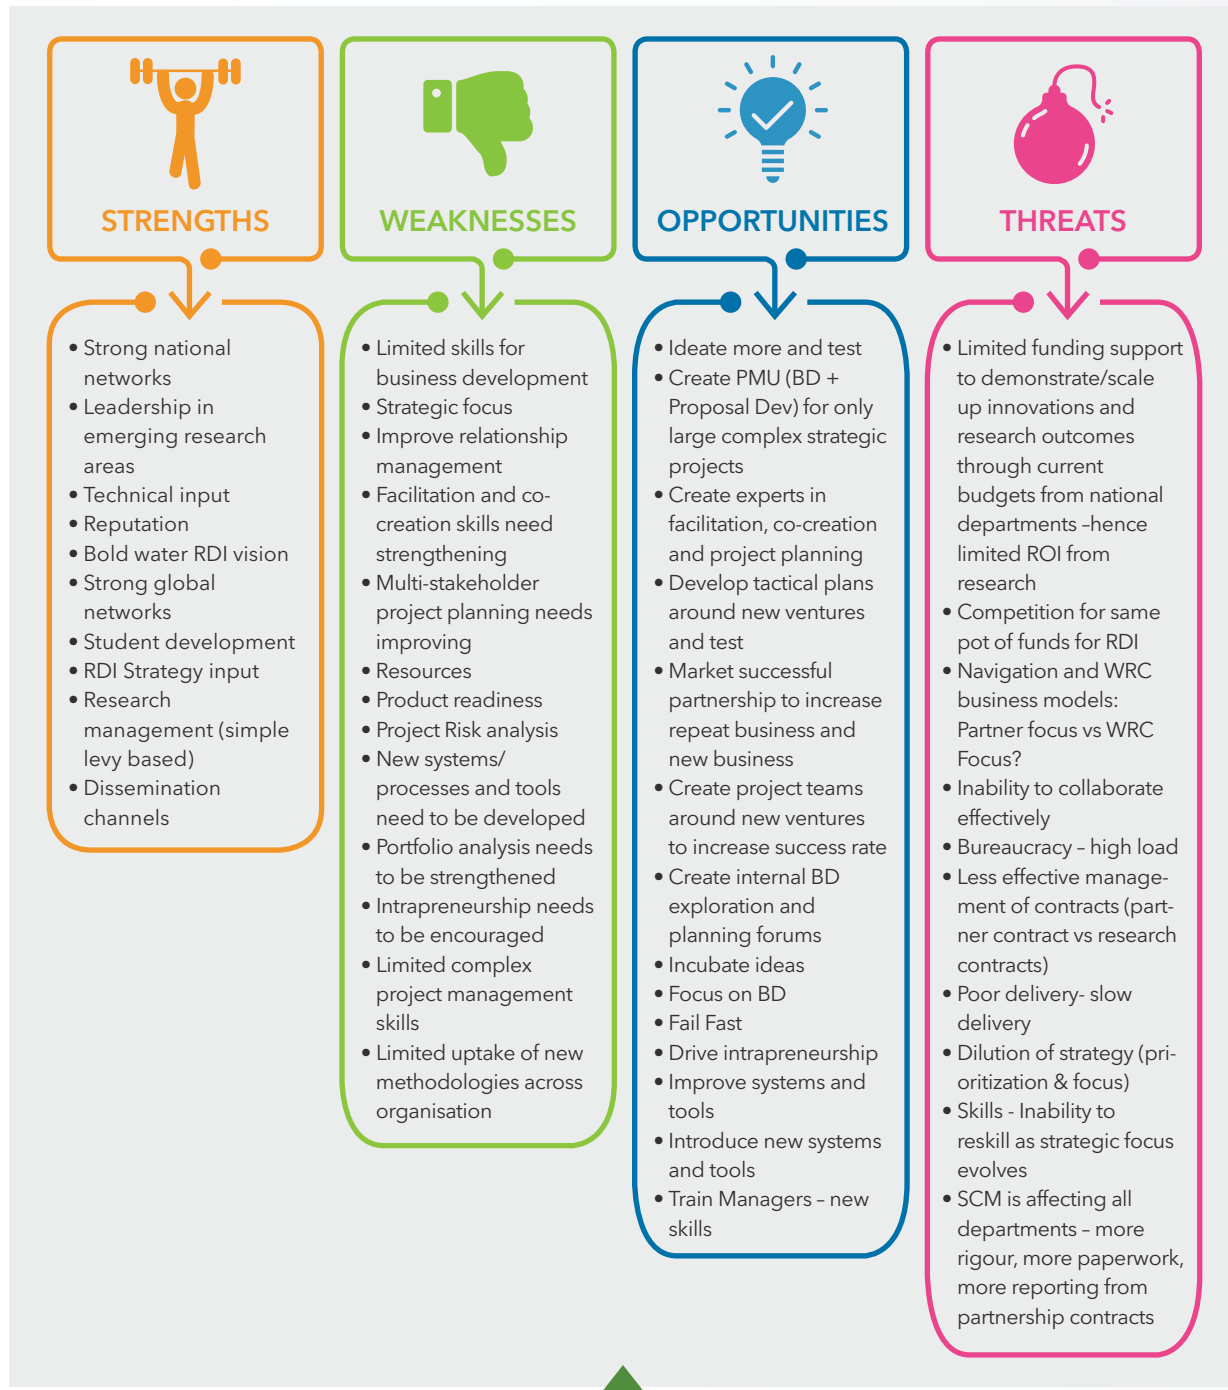 STRENGTHS
• Strong national
networks
• Leadership in
emerging research
areas
• Technical input
• Reputation
• Bold water RDI vision
• Strong global
networks
• Student development
• RDI Strategy input
• Research
management (simple
levy based)
• Dissemination
channels
WEAKNESSES
• Limited skills for
business development
• Strategic focus
• Improve relationship
management
• Facilitation and co-
creation skills need
strengthening
• Multi-stakeholder
project planning needs
improving
• Resources
• Product readiness
• Project Risk analysis
• New systems/
processes and tools
need to be developed
• Portfolio analysis needs
to be strengthened
• Intrapreneurship needs
to be encouraged
• Limited complex
project management
skills
• Limited uptake of new
methodologies across
organisation
OPPORTUNITIES
• Ideate more and test
• Create PMU (BD +
Proposal Dev) for only
large complex strategic
projects
• Create experts in
facilitation, co-creation
and project planning
• Develop tactical plans
around new ventures
and test
• Market successful
partnership to increase
repeat business and
new business
• Create project teams
around new ventures
to increase success rate
• Create internal BD
exploration and
planning forums
• Incubate ideas
• Focus on BD
• Fail Fast
• Drive intrapreneurship
• Improve systems and
tools
• Introduce new systems
and tools
• Train Managers – new
skills
THREATS
• Limited funding support
to demonstrate/scale
up innovations and
research outcomes
through current
budgets from national
departments –hence
limited ROI from
research
• Competition for same
pot of funds for RDI
• Navigation and WRC
business models:
Partner focus vs WRC
Focus?
• Inability to collaborate
effectively
• Bureaucracy – high load
• Less effective manage-
ment of contracts (part-
ner contract vs research
contracts)
• Poor delivery- slow
delivery
• Dilution of strategy (pri-
oritization & focus)
• Skills - Inability to
reskill as strategic focus
evolves
• SCM is affecting all
departments – more
rigour, more paperwork,
more reporting from
partnership contracts